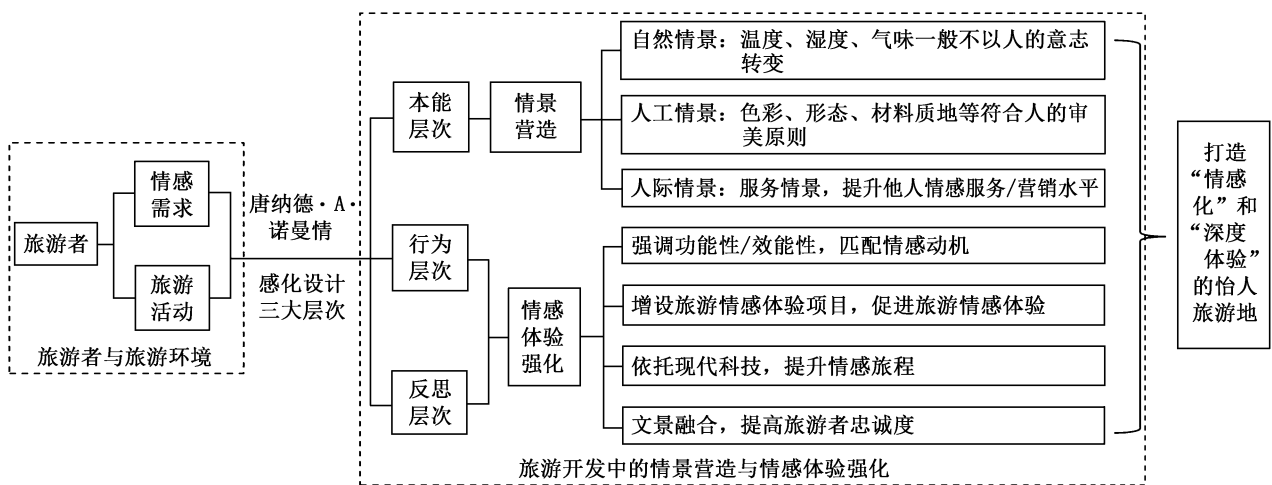 旅游者
情感
需求
旅游
活动
旅游者与旅游环境
唐纳德·A·
诺曼情
感化设计
三大层次
本能
层次
行为
层次
反思
层次
情景
营造
情感
体验
强化
自然情景：温度、湿度、气味一般不以人的意志
转变
人工情景：色彩、形态、材料质地等符合人的审
美原则
人际情景：服务情景，提升他人情感服务/营销水平
强调功能性/效能性，匹配情感动机
增设旅游情感体验项目，促进旅游情感体验
依托现代科技，提升情感旅程
文景融合，提高旅游者忠诚度
旅游开发中的情景营造与情感体验强化
打造
“情感
化”和
“深度
体验”
的怡人
旅游地